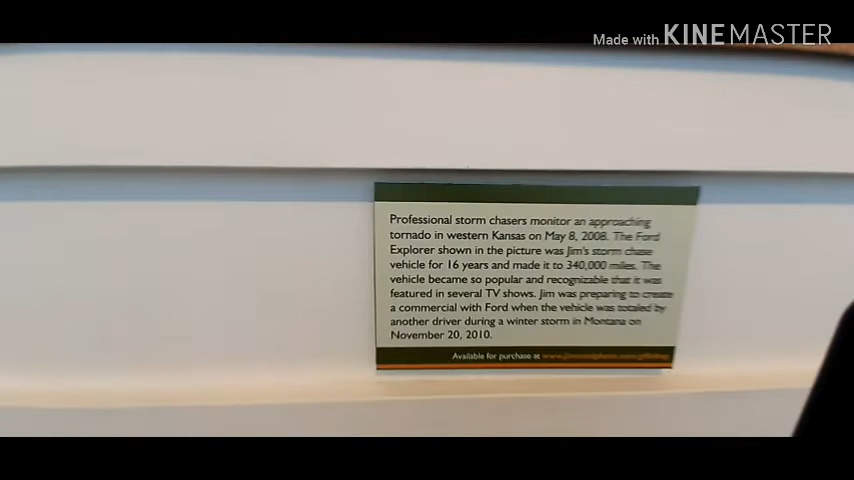 Made with KINEMASTER
Professional storm chasers monitor an approaching
tornado in western Kansas on May 8, 2008. The Ford
Explorer shown in the picture was Jim's storm chase
vehicle for 16 years and made it to 340,000 miles. The
vehicle became so popular and recognizable that it was
featured in several TV shows. Jim was preparing to create
a commercial with Ford when the vehicle was totaled by
another driver during a winter storm in Montana on
November 20, 2010.
Available for purchase at